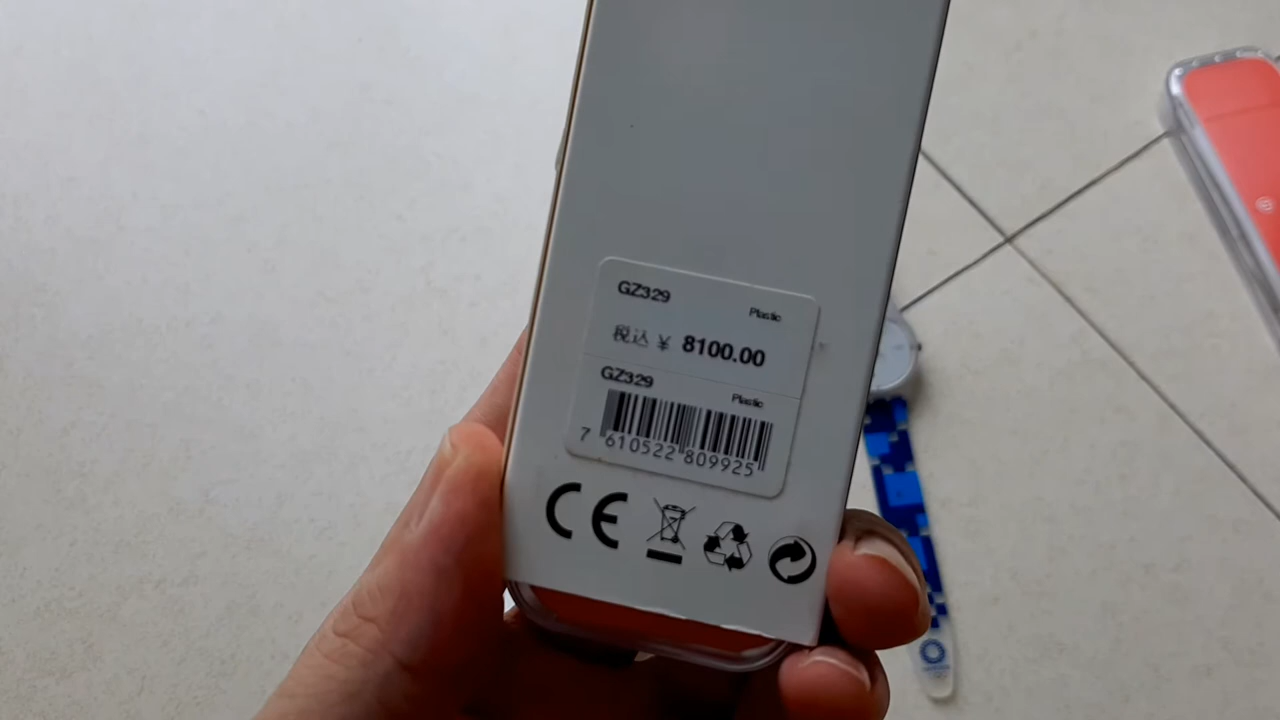 GZ329
Plastic
税込 ¥ 8100.00
GZ329
Plastic
7 610522 809925
CE